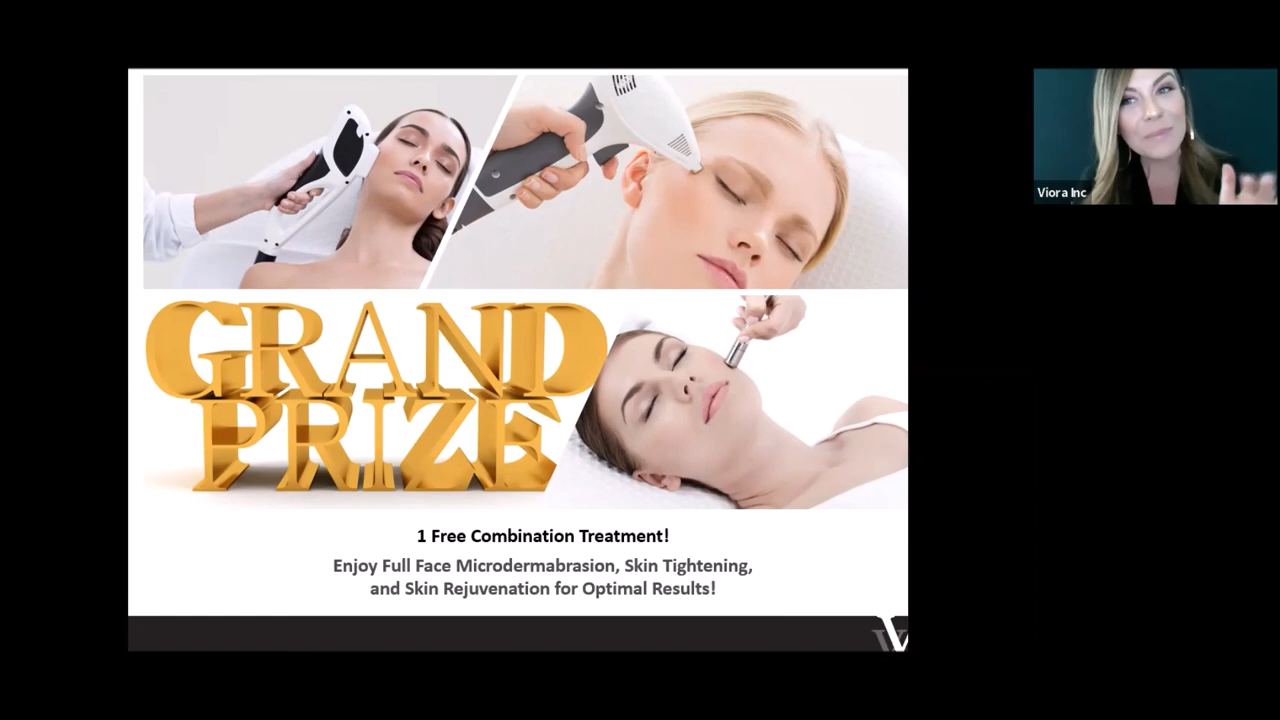 Viora Inc
GRAND
PRIZE
1 Free Combination Treatment!
Enjoy Full Face Microdermabrasion, Skin Tightening,
and Skin Rejuvenation for Optimal Results!
V